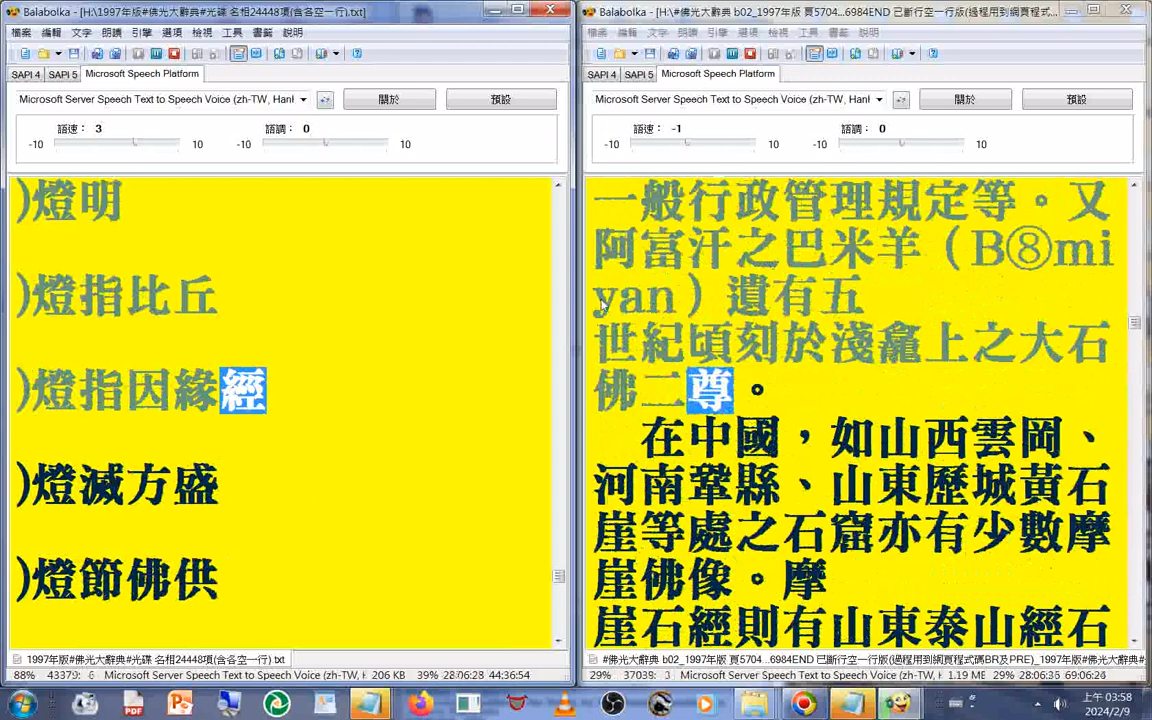 Balabolka - [H:\1997年版#佛光大辭典#光碟 名相24448項(含各空一行).txt]
檔案 編輯 文字 朗讀 引擎 選項 檢視 工具 書籤 說明
SAPI 4 SAPI 5 Microsoft Speech Platform
Microsoft Server Speech Text to Speech Voice (zh-TW, Hanl
關於
預設
語速： 3
語調： 0
-10 10 -10 10
)燈明
)燈指比丘
)燈指因緣經
)燈滅方盛
)燈節佛供
1997年版#佛光大辭典#光碟 名相24448項(含各空一行).txt
88% 43379: 6 Microsoft Server Speech Text to Speech Voice (zh-TW, 206 KB 39% 28:06:28 44:36:54
Balabolka - [H:\#佛光大辭典 b02_1997年版 頁5704...6984END 已斷行空一行版(過程用到網頁程式...
檔案 編輯 文字 朗讀 引擎 選項 檢視 工具 書籤 說明
SAPI 4 SAPI 5 Microsoft Speech Platform
Microsoft Server Speech Text to Speech Voice (zh-TW, Hanl
關於
預設
語速： -1
語調： 0
-10 10 -10 10
一般行政管理規定等。又
阿富汗之巴米羊（B⑧mi
yan）遺有五
世紀頃刻於淺龕上之大石
佛二尊。
在中國，如山西雲岡、
河南鞏縣、山東歷城黃石
崖等處之石窟亦有少數摩
崖佛像。摩
崖石經則有山東泰山經石
#佛光大辭典 b02_1997年版 頁5704...6984END 已斷行空一行版(過程用到網頁程式碼BR及PRE)_1997年版#佛光大辭典#
29% 37039: 3 Microsoft Server Speech Text to Speech Voice (zh-TW, H 1.19 ME 29% 28:06:26 69:06:24
上午 03:58
2024/2/9